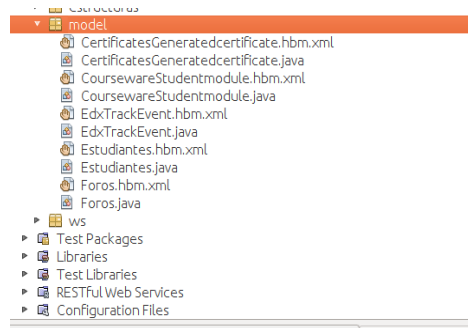 Estructuras
model
CertificatesGeneratedcertificate.hbm.xml
CertificatesGeneratedcertificate.java
CoursewareStudentmodule.hbm.xml
CoursewareStudentmodule.java
EdxTrackEvent.hbm.xml
EdxTrackEvent.java
Estudiantes.hbm.xml
Estudiantes.java
Foros.hbm.xml
Foros.java
ws
Test Packages
Libraries
Test Libraries
RESTful Web Services
Configuration Files